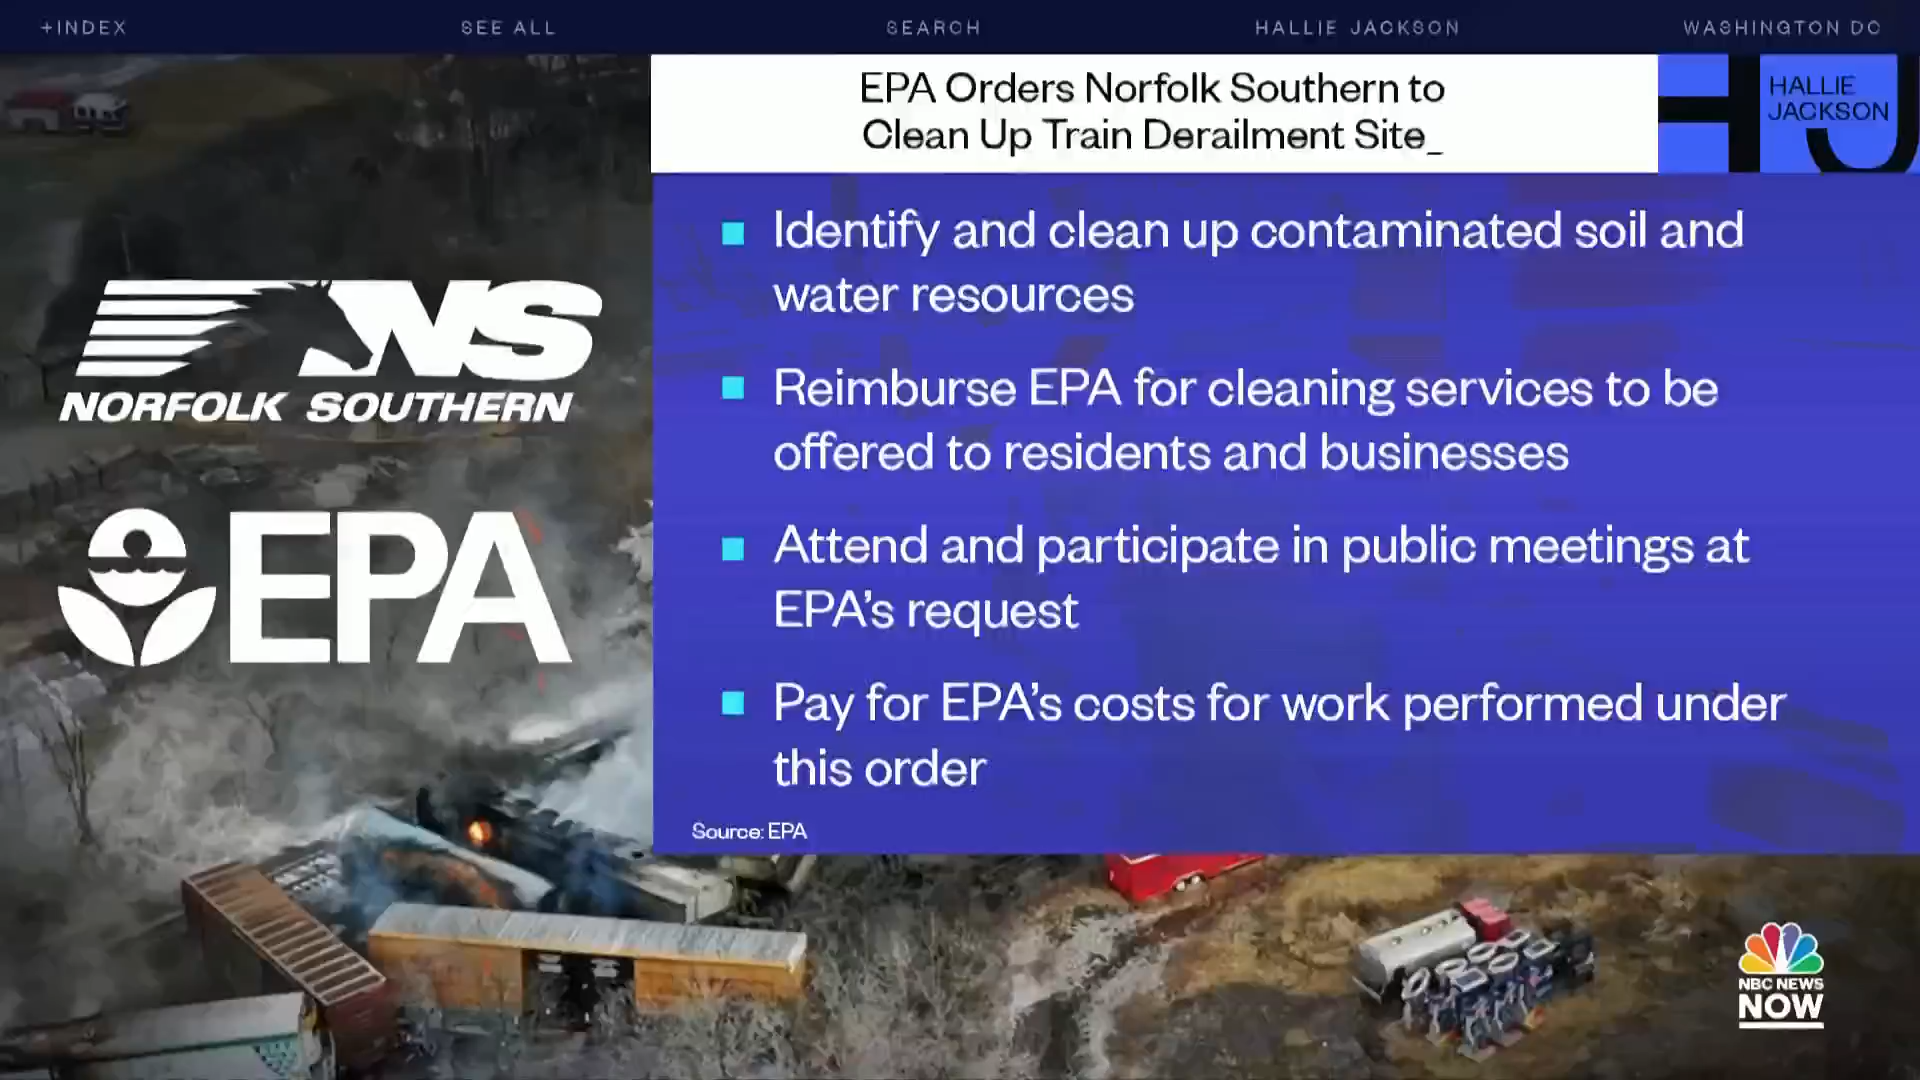 +INDEX
SEE ALL
SEARCH
HALLIE JACKSON
WASHINGTON DC
EPA Orders Norfolk Southern to
Clean Up Train Derailment Site_
HALLIE
JACKSON
HJ
Identify and clean up contaminated soil and
water resources
Reimburse EPA for cleaning services to be
offered to residents and businesses
Attend and participate in public meetings at
EPA's request
Pay for EPA's costs for work performed under
this order
Source: EPA
NS
NORFOLK SOUTHERN
EPA
NBC NEWS
NOW